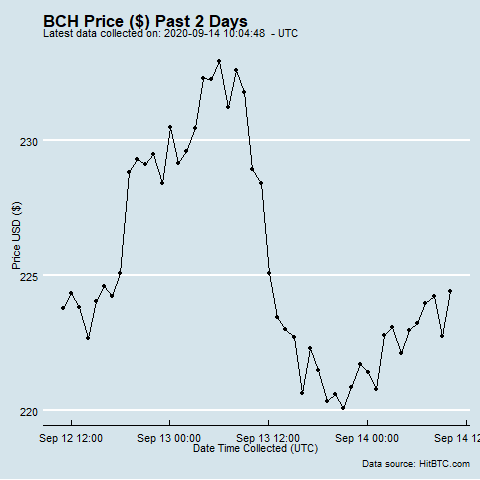 BCH Price ($) Past 2 Days
Latest data collected on: 2020-09-14 10:04:48 - UTC
230
225
220
Price USD ($)
Sep 12 12:00 Sep 13 00:00 Sep 13 12:00 Sep 14 00:00 Sep 14 12
Date Time Collected (UTC)
Data source: HitBTC.com